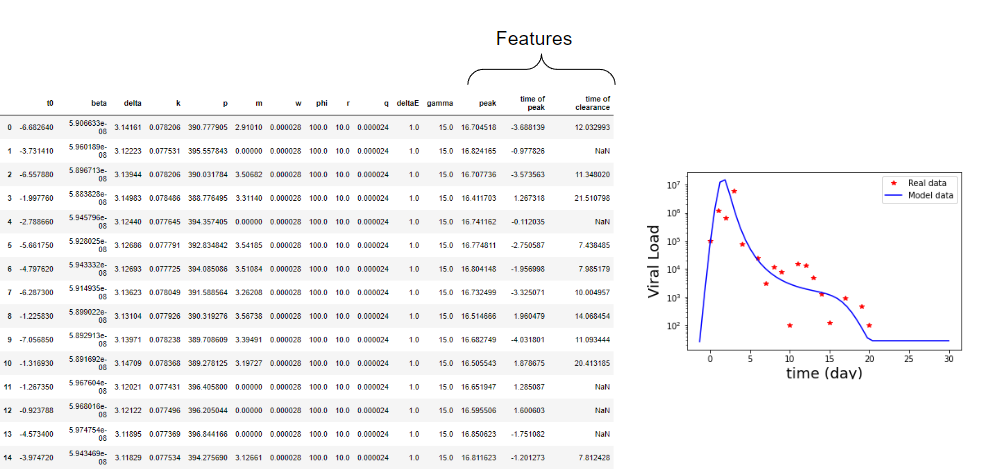 Features
t0 beta delta k p m w phi r q deltaE gamma peak time of peak time of clearance
0 -6.682640 5.906633e-08 3.14161 0.078206 390.777905 2.91010 0.000028 100.0 10.0 0.000024 1.0 15.0 16.704518 -3.688139 12.032993
1 -3.731410 5.960189e-08 3.12223 0.077531 395.557843 0.00000 0.000028 100.0 10.0 0.000024 1.0 15.0 16.824165 -0.977826 NaN
2 -6.557880 5.896713e-08 3.13944 0.078206 390.031784 3.50682 0.000028 100.0 10.0 0.000024 1.0 15.0 16.707736 -3.573563 11.348020
3 -1.997760 5.883828e-08 3.14983 0.078486 388.776495 3.31140 0.000028 100.0 10.0 0.000024 1.0 15.0 16.411703 1.267318 21.510798
4 -2.788660 5.945796e-08 3.12440 0.077645 394.357405 0.00000 0.000028 100.0 10.0 0.000024 1.0 15.0 16.741162 -0.112035 NaN
5 -5.661750 5.928025e-08 3.12686 0.077791 392.834842 3.54185 0.000028 100.0 10.0 0.000024 1.0 15.0 16.774811 -2.750587 7.438485
6 -4.797620 5.943332e-08 3.12693 0.077725 394.085086 3.51084 0.000028 100.0 10.0 0.000024 1.0 15.0 16.804148 -1.956998 7.985179
7 -6.287300 5.914935e-08 3.13623 0.078049 391.588564 3.26208 0.000028 100.0 10.0 0.000024 1.0 15.0 16.732499 -3.325071 10.004957
8 -1.225830 5.899022e-08 3.13104 0.077926 390.319276 3.56738 0.000028 100.0 10.0 0.000024 1.0 15.0 16.514666 1.960479 14.068454
9 -7.056850 5.892913e-08 3.13971 0.078238 389.708609 3.39491 0.000028 100.0 10.0 0.000024 1.0 15.0 16.682749 -4.031801 11.093444
10 -1.316930 5.891692e-08 3.14709 0.078368 389.278125 3.19727 0.000028 100.0 10.0 0.000024 1.0 15.0 16.505543 1.878675 20.413185
11 -1.267350 5.967604e-08 3.12021 0.077431 396.405800 0.00000 0.000028 100.0 10.0 0.000024 1.0 15.0 16.651947 1.285087 NaN
12 -0.923788 5.968016e-08 3.12122 0.077496 396.205044 0.00000 0.000028 100.0 10.0 0.000024 1.0 15.0 16.595506 1.600603 NaN
13 -4.573400 5.974754e-08 3.11895 0.077369 396.844166 0.00000 0.000028 100.0 10.0 0.000024 1.0 15.0 16.850623 -1.751082 NaN
14 -3.974720 5.943469e-08 3.11829 0.077534 394.275690 3.12661 0.000028 100.0 10.0 0.000024 1.0 15.0 16.811623 -1.201273 7.812428
Real data
Model data
Viral Load
10^7
10^6
10^5
10^4
10^3
10^2
0 5 10 15 20 25 30
time (day)